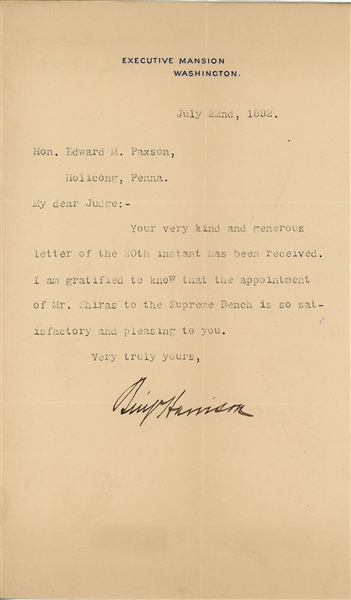 EXECUTIVE MANSION
WASHINGTON.
July 22nd, 1892.
Hon. Edward M. Paxson,
Holicong, Penna.
My dear Judge:-
Your very kind and generous
letter of the 20th instant has been received.
I am gratified to know that the appointment
of Mr. Shiras to the Supreme Bench is so sat-
isfactory and pleasing to you.
Very truly yours,
Benj Harrison